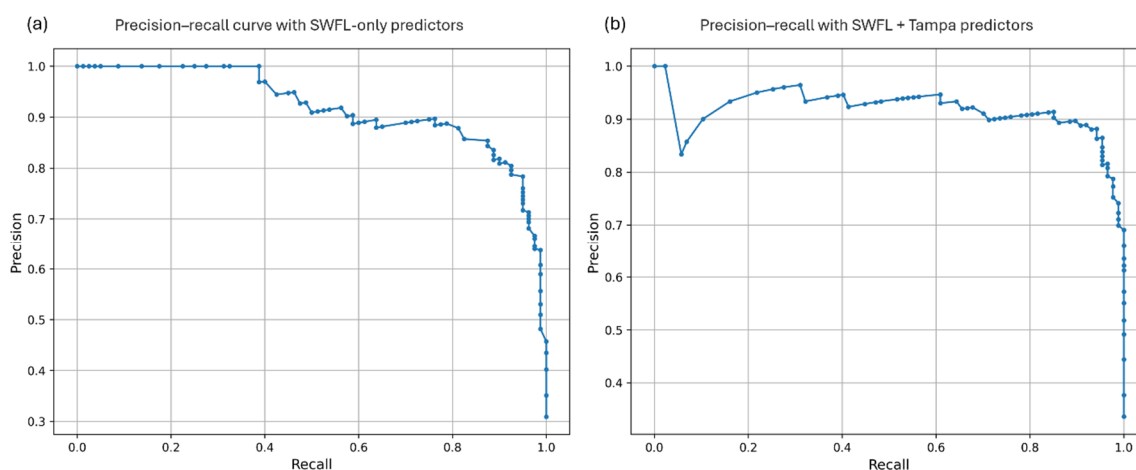 (a) Precision–recall curve with SWFL-only predictors
1.0
0.9
0.8
0.7
0.6
0.5
0.4
0.3
Precision
0.0 0.2 0.4 0.6 0.8 1.0
Recall
(b) Precision–recall with SWFL + Tampa predictors
1.0
0.9
0.8
0.7
0.6
0.5
0.4
Precision
0.0 0.2 0.4 0.6 0.8 1.0
Recall